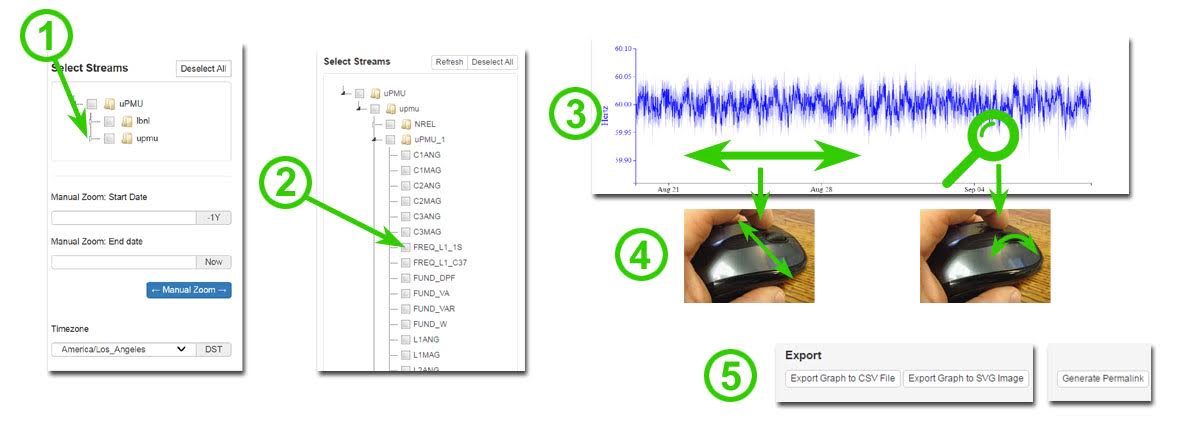 1
Select Streams
Deselect All
uPMU
lbnl
upmu
Manual Zoom: Start Date
-1Y
Manual Zoom: End date
Now
← Manual Zoom →
Timezone
America/Los_Angeles
DST
2
Select Streams
Refresh
Deselect All
uPMU
upmu
NREL
uPMU_1
C1ANG
C1MAG
C2ANG
C2MAG
C3ANG
C3MAG
FREQ_L1_1S
FREQ_L1_C37
FUND_DPF
FUND_VA
FUND_VAR
FUND_W
L1ANG
L1MAG
L2ANG
3
Hertz
60.10
60.05
60.00
59.95
59.90
Aug 21
Aug 28
Sep 04
4
5
Export
Export Graph to CSV File
Export Graph to SVG Image
Generate Permalink